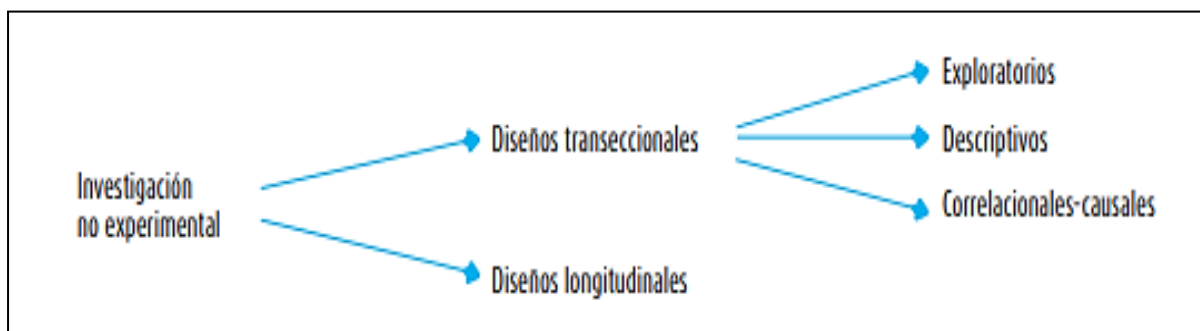 Investigación
no experimental
Diseños transeccionales
Diseños longitudinales
Exploratorios
Descriptivos
Correlacionales-causales